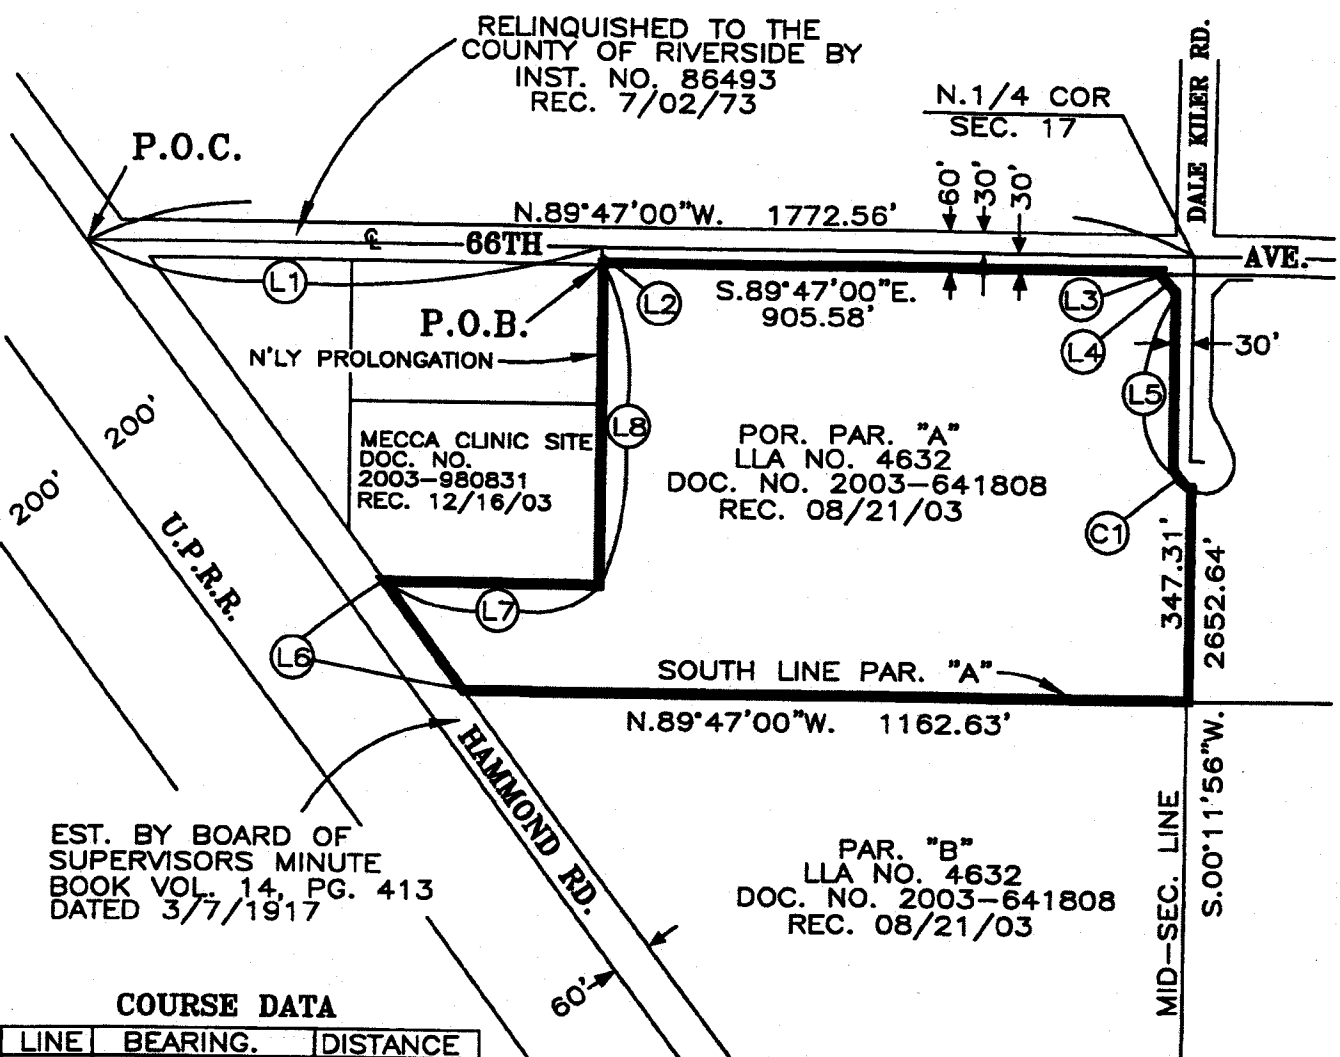 RELINQUISHED TO THE
COUNTY OF RIVERSIDE BY
INST. NO. 86493
REC. 7/02/73
N.1/4 COR
SEC. 17
DALE KILER RD.
P.O.C.
N.89°47'00"W. 1772.56'
60'
30'
30'
℄
66TH
AVE.
L1
L2
S.89°47'00"E.
905.58'
L3
P.O.B.
L4
30'
N'LY PROLONGATION
L5
200'
200'
U.P.R.R.
MECCA CLINIC SITE
DOC. NO.
2003-980831
REC. 12/16/03
L8
POR. PAR. "A"
LLA NO. 4632
DOC. NO. 2003-641808
REC. 08/21/03
C1
347.31'
2652.64'
L7
L6
SOUTH LINE PAR. "A"
N.89°47'00"W. 1162.63'
HAMMOND RD.
S.00°11'56"W.
MID-SEC. LINE
EST. BY BOARD OF
SUPERVISORS MINUTE
BOOK VOL. 14, PG. 413
DATED 3/7/1917
PAR. "B"
LLA NO. 4632
DOC. NO. 2003-641808
REC. 08/21/03
60'
COURSE DATA
LINE BEARING. DISTANCE